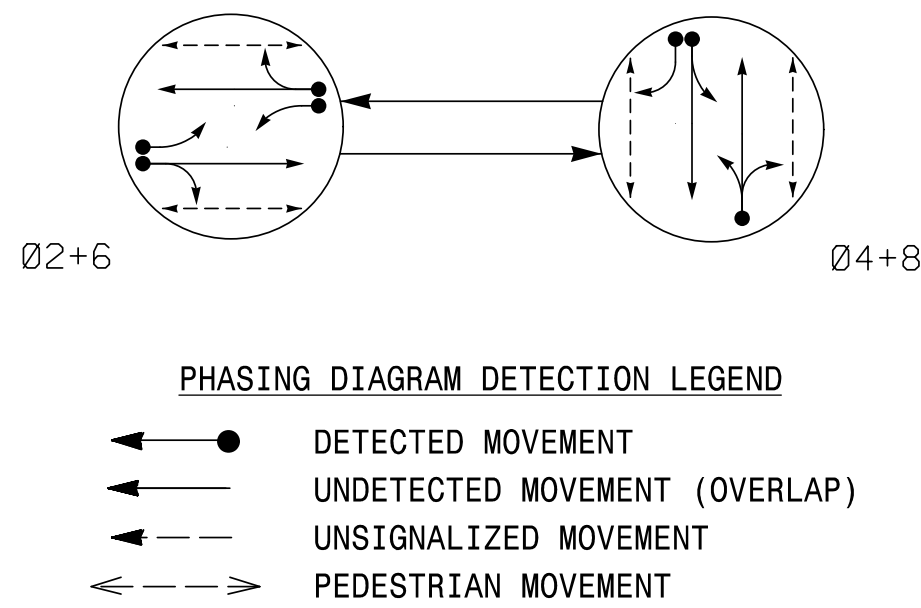 Ø2+6
Ø4+8
PHASING DIAGRAM DETECTION LEGEND
DETECTED MOVEMENT
UNDETECTED MOVEMENT (OVERLAP)
UNSIGNALIZED MOVEMENT
PEDESTRIAN MOVEMENT